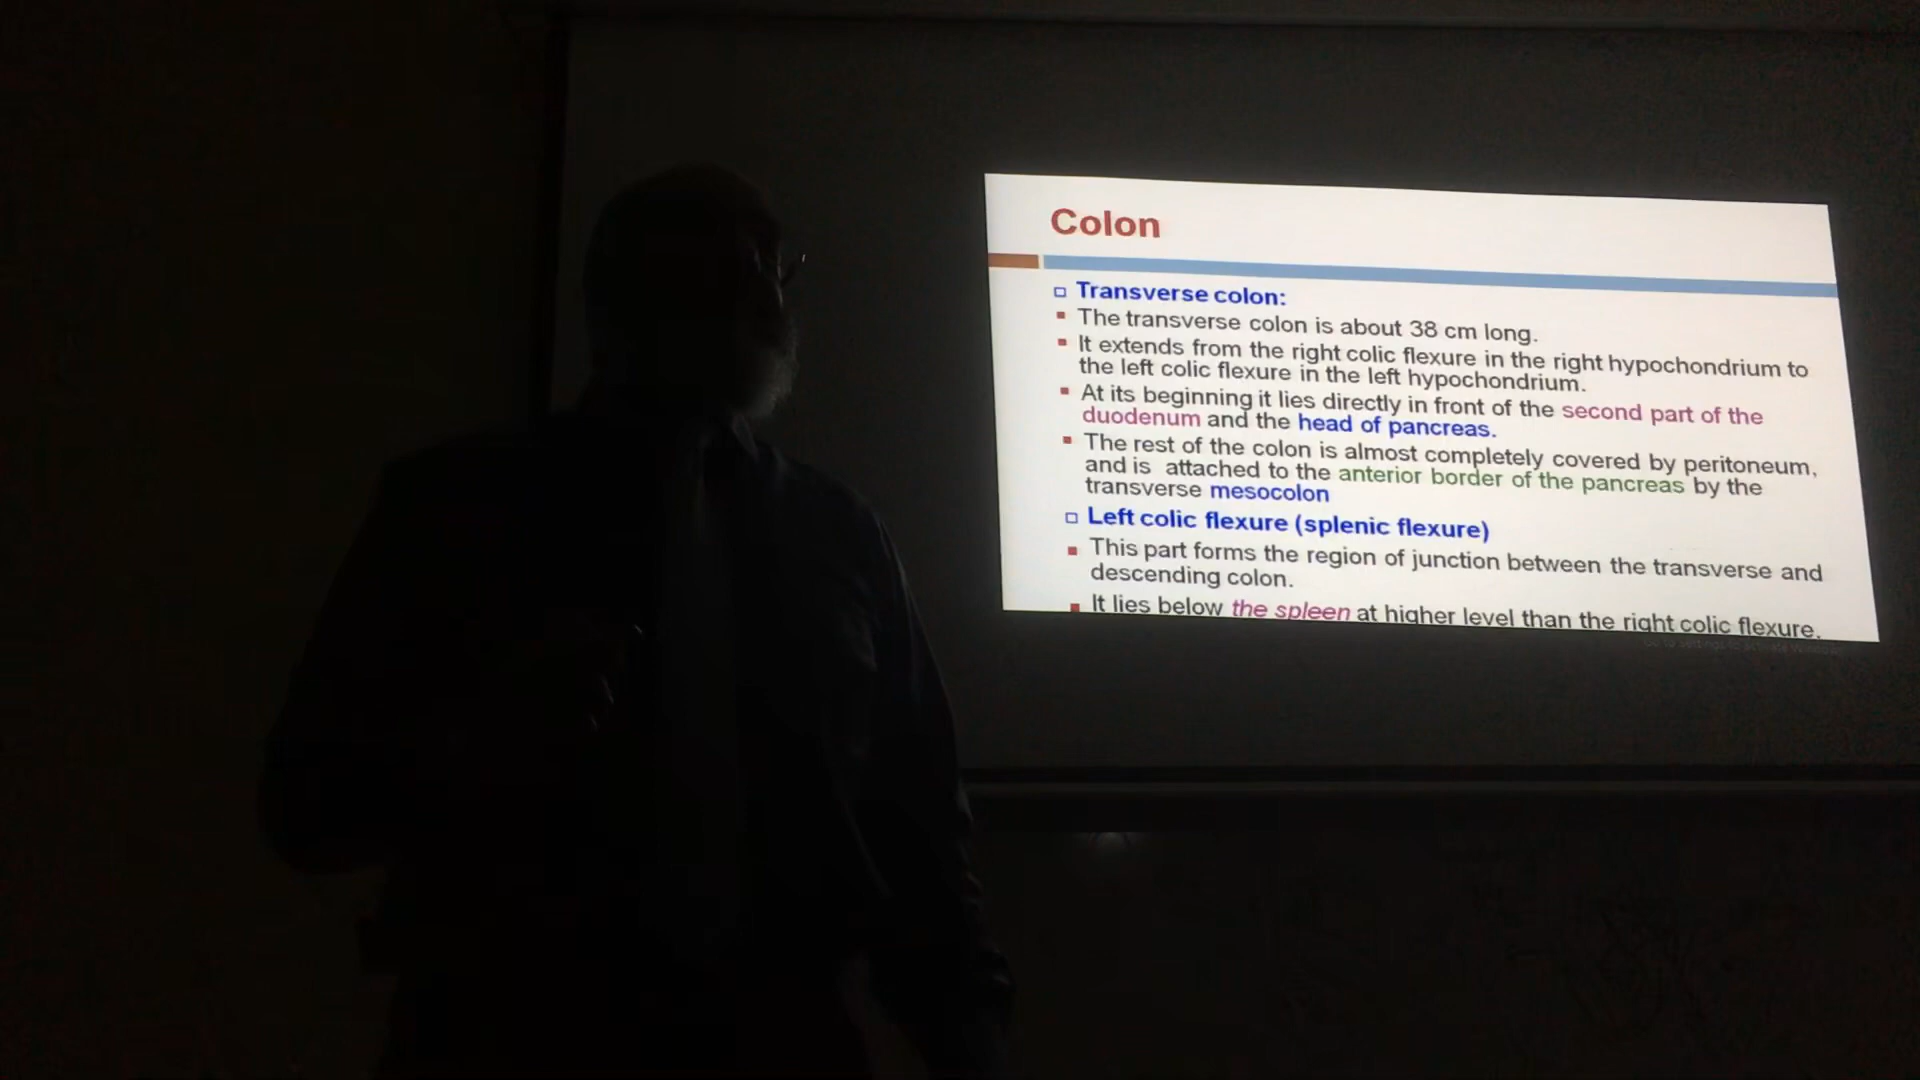 Colon
Transverse colon:
The transverse colon is about 38 cm long.
It extends from the right colic flexure in the right hypochondrium to
the left colic flexure in the left hypochondrium.
At its beginning it lies directly in front of the second part of the
duodenum and the head of pancreas.
The rest of the colon is almost completely covered by peritoneum,
and is attached to the anterior border of the pancreas by the
transverse mesocolon
Left colic flexure (splenic flexure)
This part forms the region of junction between the transverse and
descending colon.
It lies below the spleen at higher level than the right colic flexure.